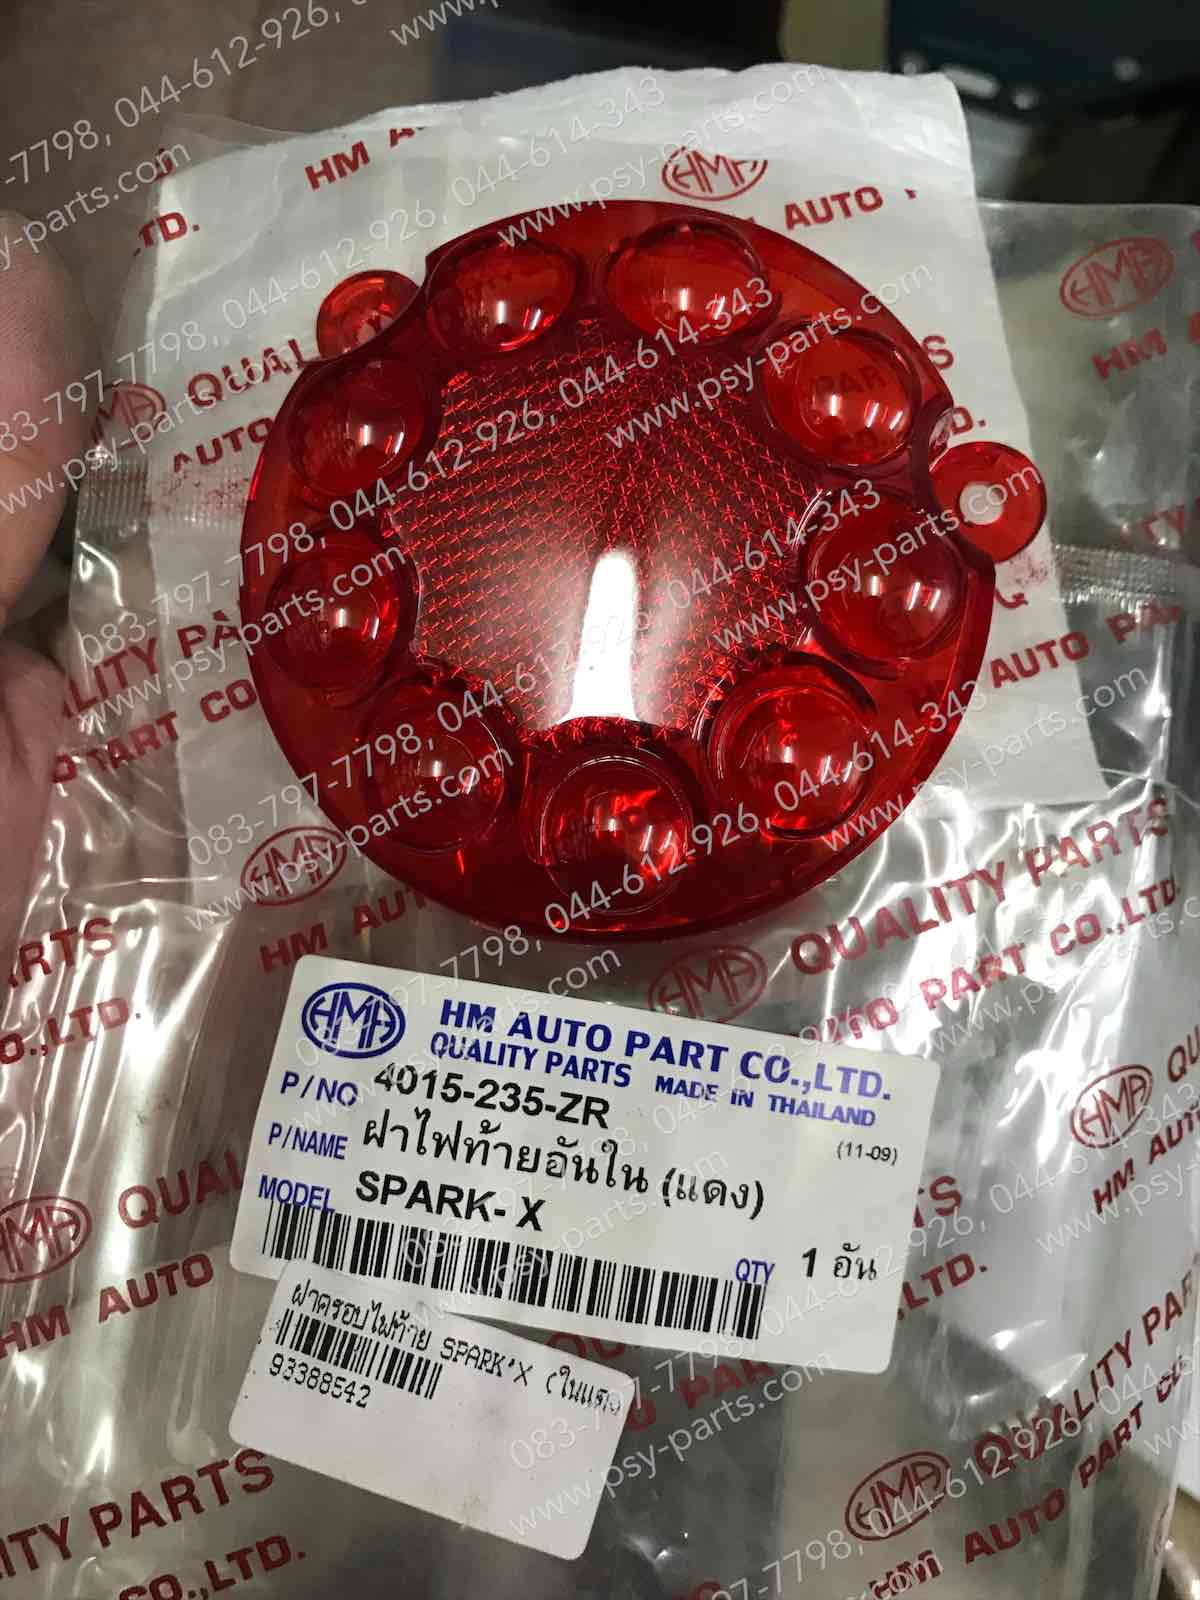 HMA
HM AUTO PART CO.,LTD.
QUALITY PARTS MADE IN THAILAND
P/NO 4015-235-ZR
(11-09)
P/NAME ฝาไฟท้ายอันใน (แดง)
MODEL SPARK- X
QTY 1 อัน
ฝาครอบไฟท้าย SPARK'X (ในแดง
93388542
HMA QUALITY PARTS
HM AUTO PART CO.,LTD.
083-797-7798, 044-612-926, 044-614-343
www.psy-parts.com